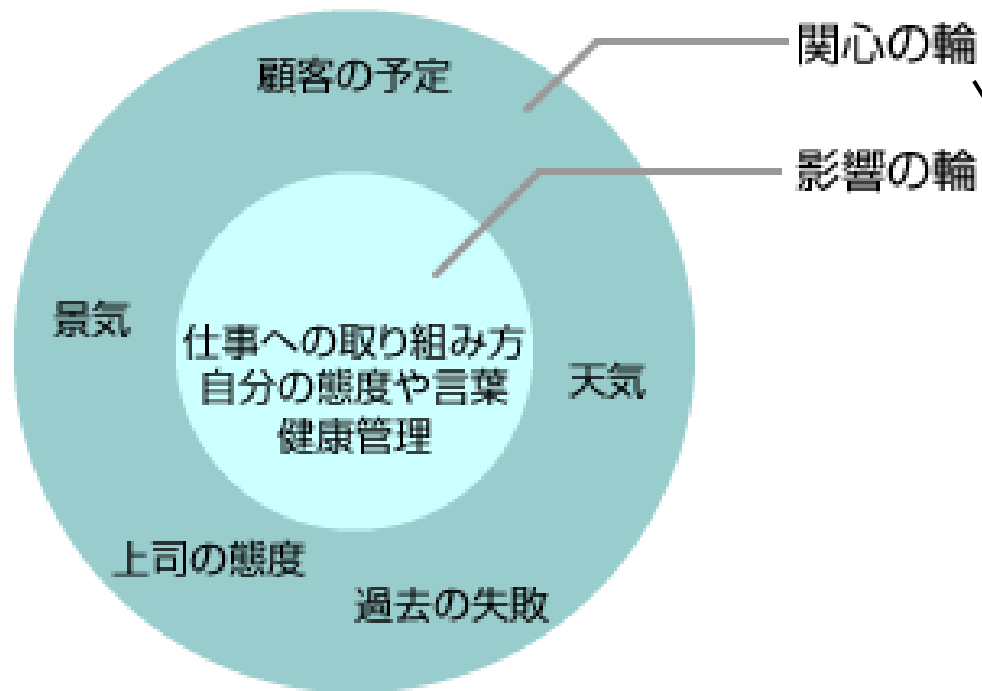 関心の輪
顧客の予定
影響の輪
景気
仕事への取り組み方
自分の態度や言葉
健康管理
天気
上司の態度
過去の失敗